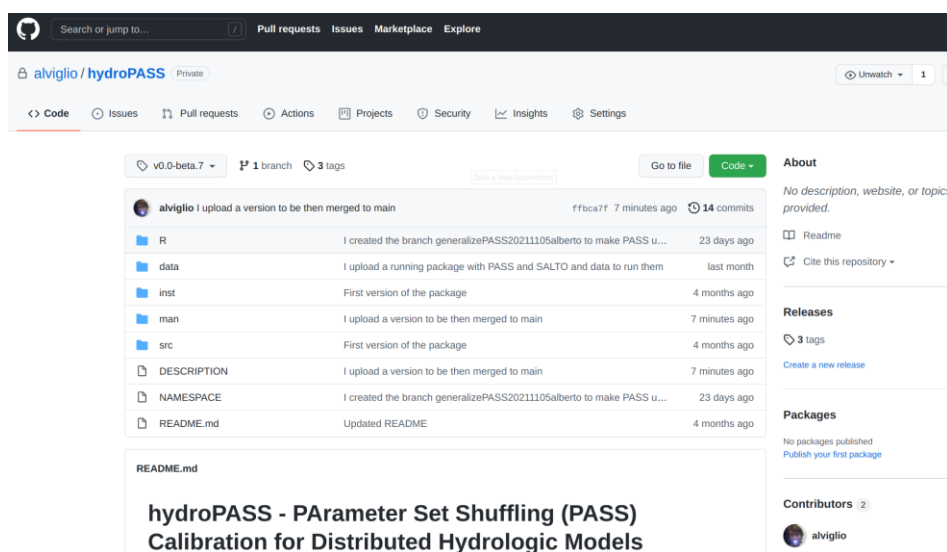 Search or jump to... / Pull requests Issues Marketplace Explore
alviglio / hydroPASS Private
Unwatch 1
Code Issues Pull requests Actions Projects Security Insights Settings
v0.0-beta.7 1 branch 3 tags Go to file Code
Take a New Screenshot
alviglio I upload a version to be then merged to main ffbca7f 7 minutes ago 14 commits
R I created the branch generalizePASS20211105alberto to make PASS u... 23 days ago
data I upload a running package with PASS and SALTO and data to run them last month
inst First version of the package 4 months ago
man I upload a version to be then merged to main 7 minutes ago
src First version of the package 4 months ago
DESCRIPTION I upload a version to be then merged to main 7 minutes ago
NAMESPACE I created the branch generalizePASS20211105alberto to make PASS u... 23 days ago
README.md Updated README 4 months ago
README.md
hydroPASS - PArameter Set Shuffling (PASS)
Calibration for Distributed Hydrologic Models
About
No description, website, or topics
provided.
Readme
Cite this repository
Releases
3 tags
Create a new release
Packages
No packages published
Publish your first package
Contributors 2
alviglio